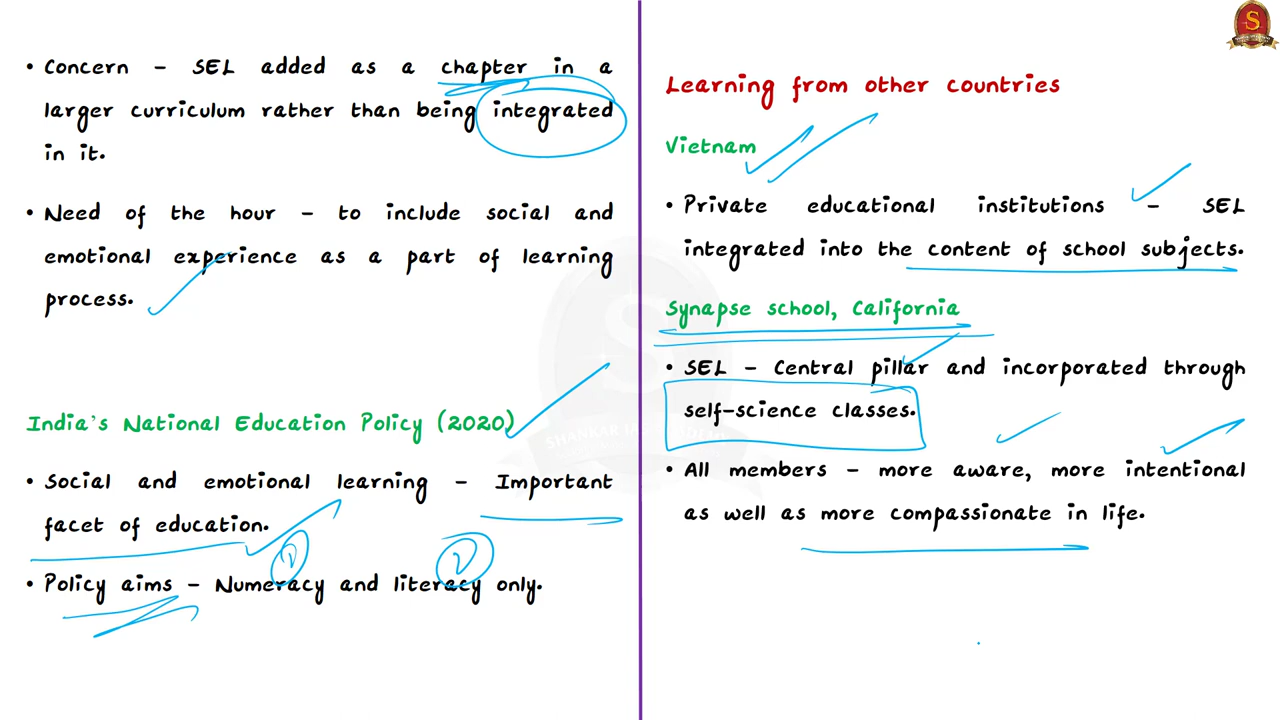 • Concern – SEL added as a chapter in a
larger curriculum rather than being integrated
in it.
• Need of the hour – to include social and
emotional experience as a part of learning
process.
India's National Education Policy (2020)
• Social and emotional learning – Important
facet of education.
• Policy aims – Numeracy and literacy only.
Learning from other countries
Vietnam
• Private educational institutions – SEL
integrated into the content of school subjects.
Synapse school, California
• SEL – Central pillar and incorporated through
self-science classes.
• All members – more aware, more intentional
as well as more compassionate in life.
S